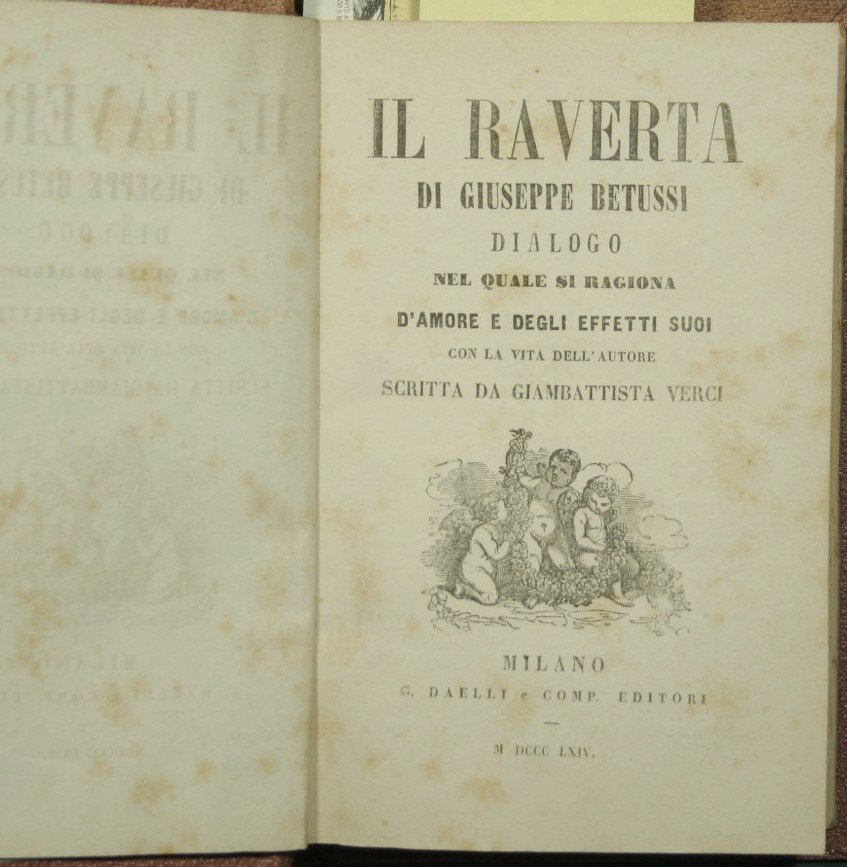 IL RAVERTA
DI GIUSEPPE BETUSSI
DIALOGO
NEL QUALE SI RAGIONA
D'AMORE E DEGLI EFFETTI SUOI
CON LA VITA DELL'AUTORE
SCRITTA DA GIAMBATTISTA VERCI
MILANO
G. DAELLI e COMP. EDITORI
M DCCC LXIV.